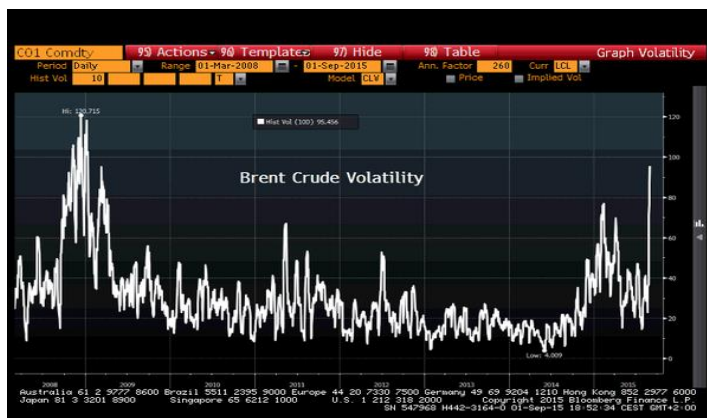 CO1 Comdty 95) Actions 96) Templates 97) Hide 98) Table Graph Volatility
Period Daily Range 01-Mar-2008 - 01-Sep-2015 Ann. Factor 260 Curr LCL
Hist Vol 10 T Model CLV Price Implied Vol
Hi: 120.715
Hist Vol (10D) 95.456
120
100
Brent Crude Volatility
80
60
40
20
Low: 4.009
0
2008 2009 2010 2011 2012 2013 2014 2015
Australia 61 2 9777 8600 Brazil 5511 2395 9000 Europe 44 20 7330 7500 Germany 49 69 9204 1210 Hong Kong 852 2977 6000
Japan 81 3 3201 8900 Singapore 65 6212 1000 U.S. 1 212 318 2000 Copyright 2015 Bloomberg Finance L.P.
SN 547968 H442-3164-0 01-Sep-15 18:52:34 CEST GMT+2:00